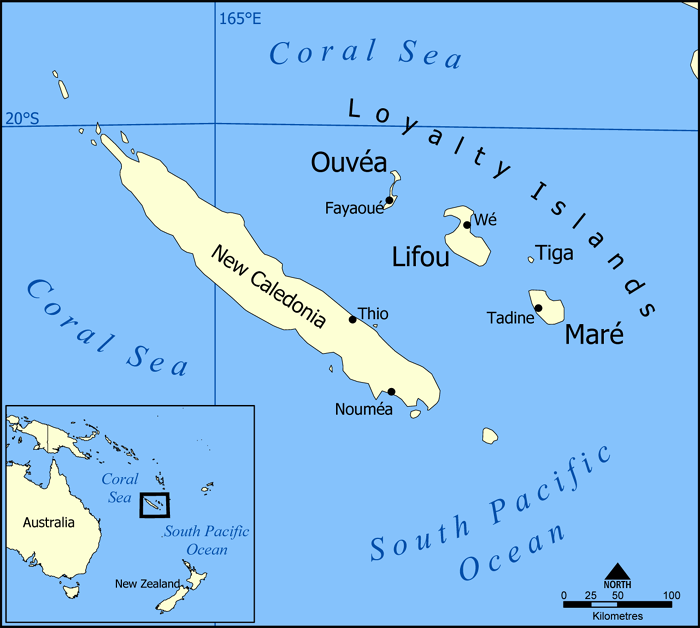 165°E
Coral Sea
20°S
Loyalty Islands
Ouvéa
Fayaoué
Wé
Lifou
Tiga
New Caledonia
Coral Sea
Thio
Tadine
Maré
Nouméa
South Pacific
Ocean
Coral
Sea
Australia
South Pacific
Ocean
New Zealand
NORTH
0 25 50 100
Kilometres